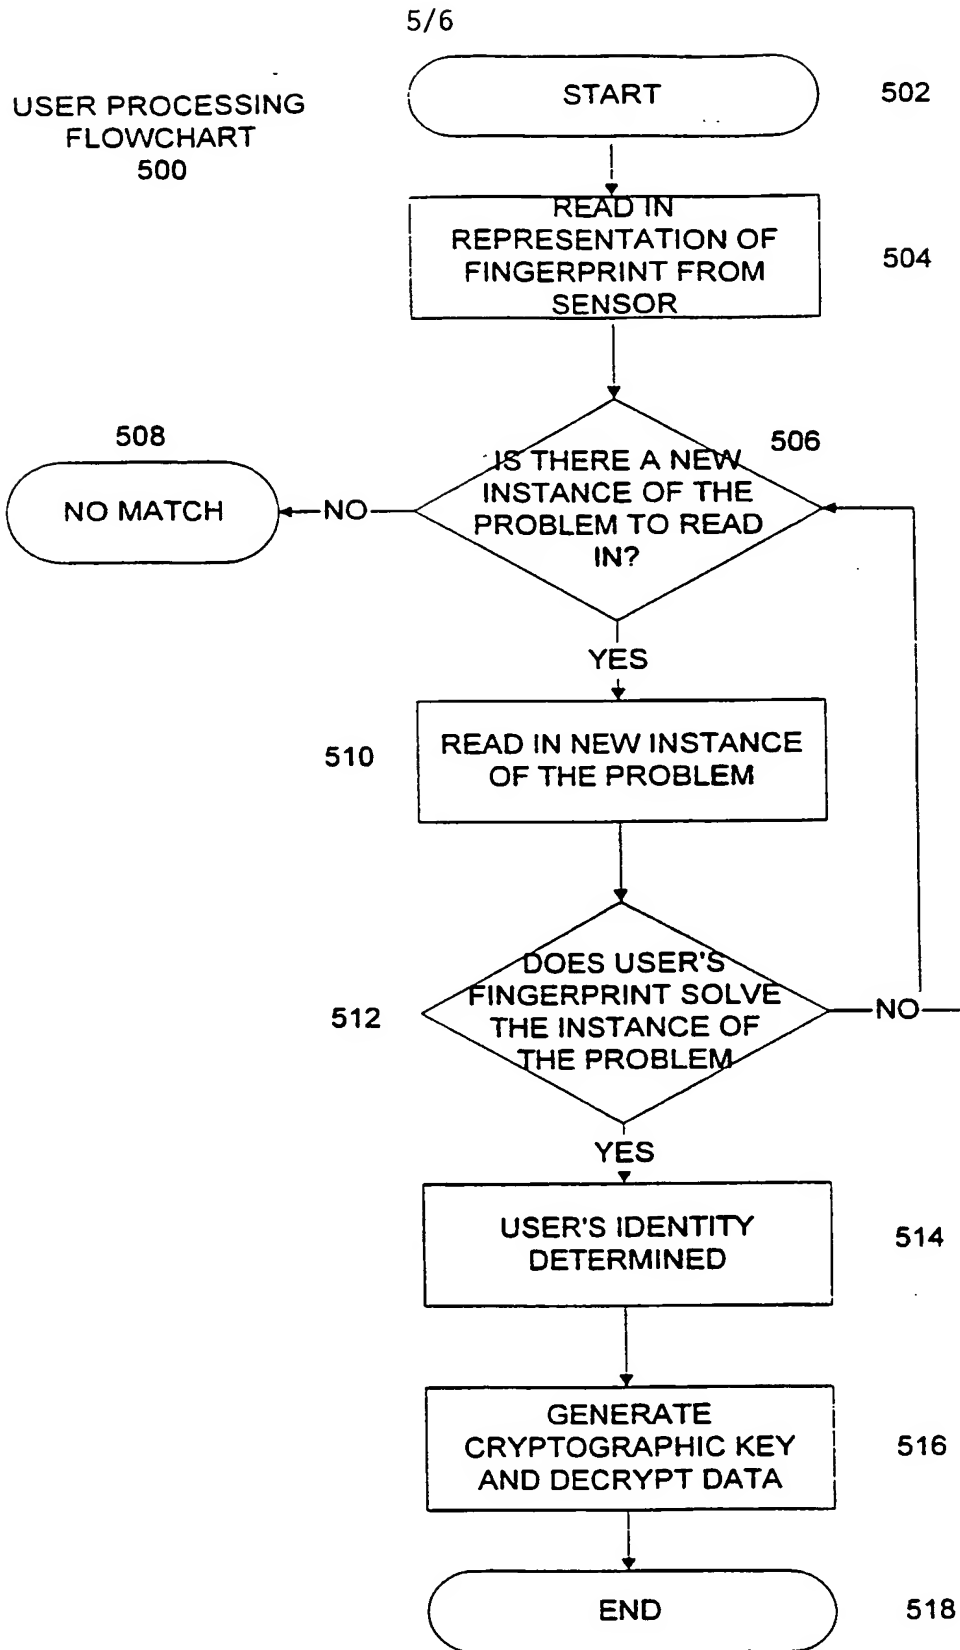 5/6
USER PROCESSING
FLOWCHART
500
START
502
READ IN
REPRESENTATION OF
FINGERPRINT FROM
SENSOR
504
508
NO MATCH
NO
506
IS THERE A NEW
INSTANCE OF THE
PROBLEM TO READ
IN?
YES
510
READ IN NEW INSTANCE
OF THE PROBLEM
512
DOES USER'S
FINGERPRINT SOLVE
THE INSTANCE OF
THE PROBLEM
NO
YES
USER'S IDENTITY
DETERMINED
514
GENERATE
CRYPTOGRAPHIC KEY
AND DECRYPT DATA
516
END
518